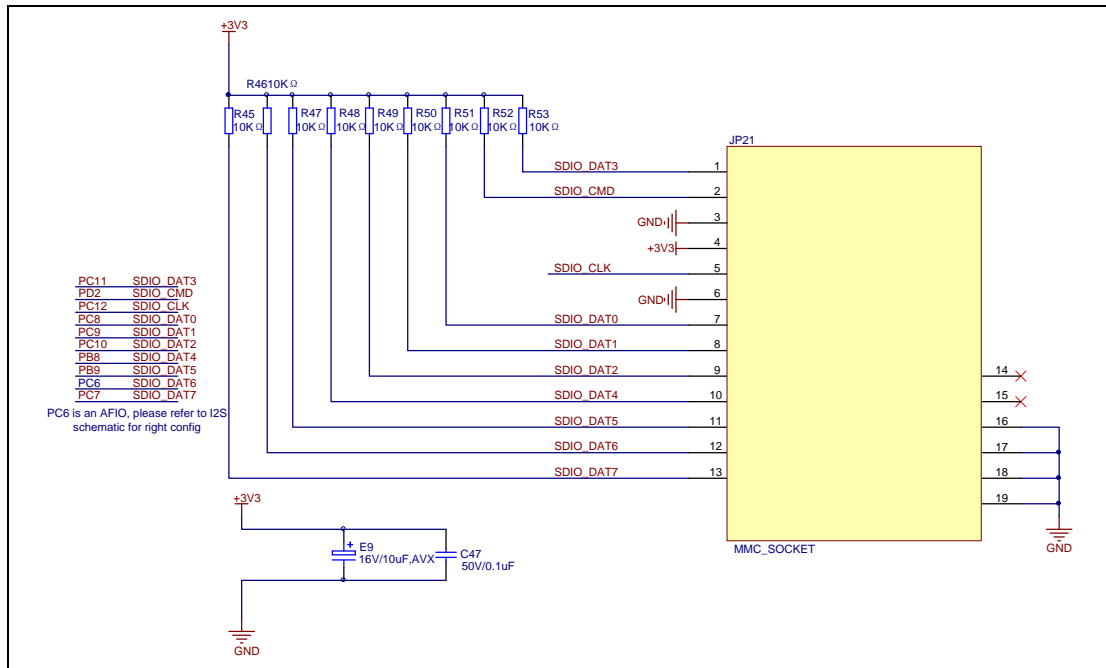 +3V3
R4610KΩ
R45 R47 R48 R49 R50 R51 R52 R53
10KΩ 10KΩ 10KΩ 10KΩ 10KΩ 10KΩ 10KΩ 10KΩ
JP21
SDIO_DAT3 1
SDIO_CMD 2
GND 3
+3V3 4
SDIO_CLK 5
GND 6
SDIO_DAT0 7
SDIO_DAT1 8
SDIO_DAT2 9
SDIO_DAT4 10
SDIO_DAT5 11
SDIO_DAT6 12
SDIO_DAT7 13
14
15
16
17
18
19
GND
MMC_SOCKET
PC11 SDIO_DAT3
PD2 SDIO_CMD
PC12 SDIO_CLK
PC8 SDIO_DAT0
PC9 SDIO_DAT1
PC10 SDIO_DAT2
PB8 SDIO_DAT4
PB9 SDIO_DAT5
PC6 SDIO_DAT6
PC7 SDIO_DAT7
PC6 is an AFIO, please refer to I2S
schematic for right config
+3V3
+
E9
16V/10uF,AVX
C47
50V/0.1uF
GND